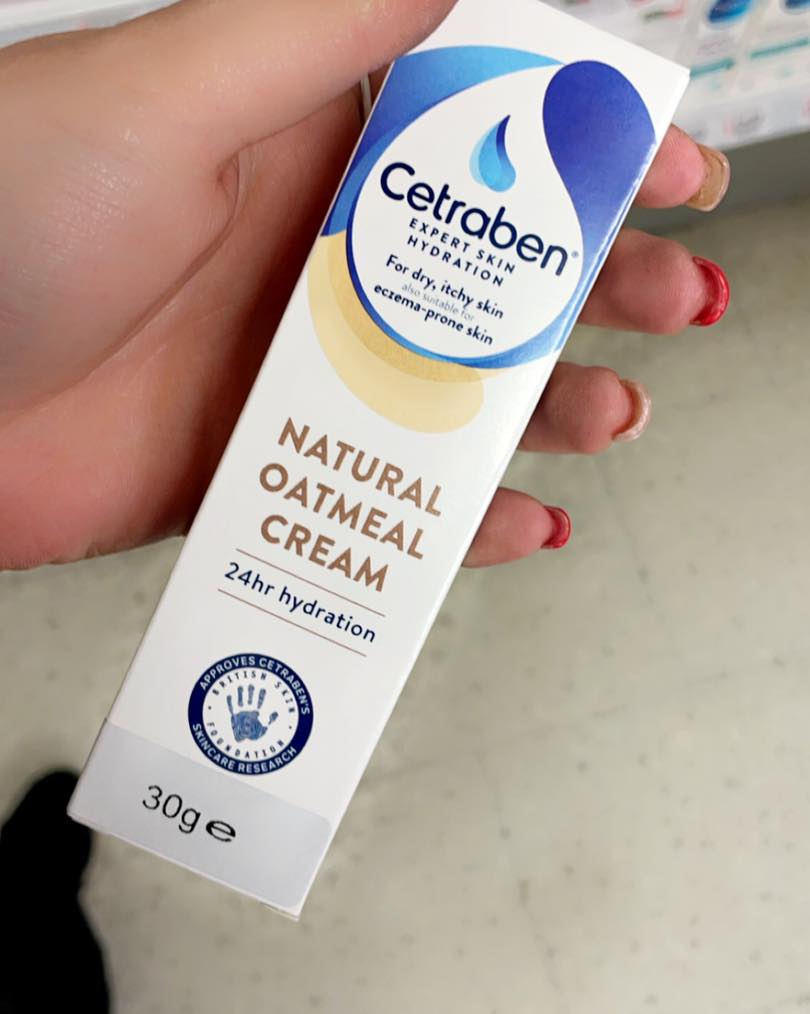 Cetraben®
EXPERT SKIN
HYDRATION
For dry, itchy skin
also suitable for
eczema-prone skin
NATURAL
OATMEAL
CREAM
24hr hydration
APPROVES CETRABEN'S
BRITISH SKIN
FOUNDATION
SKINCARE RESEARCH
30g ℮